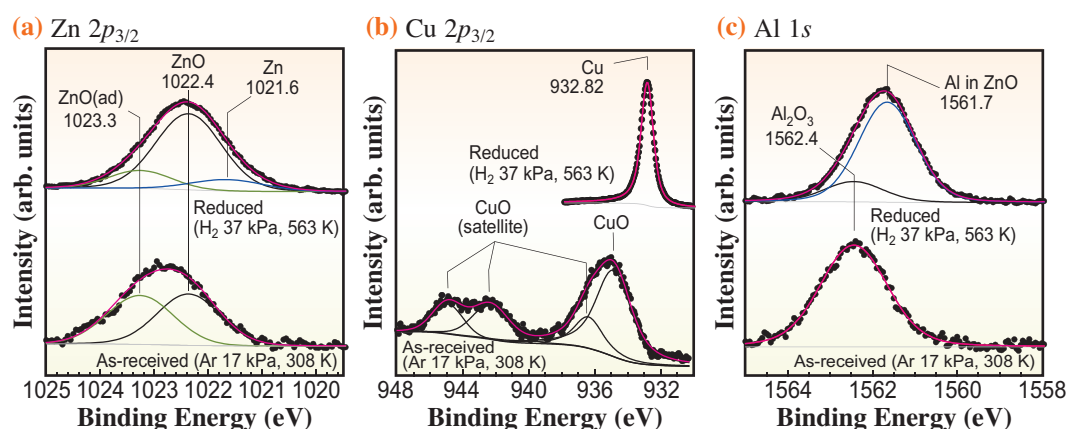 (a) Zn 2p3/2
ZnO
1022.4
Zn
1021.6
ZnO(ad)
1023.3
Reduced
(H2 37 kPa, 563 K)
As-received (Ar 17 kPa, 308 K)
Intensity (arb. units)
1025 1024 1023 1022 1021 1020
Binding Energy (eV)
(b) Cu 2p3/2
Cu
932.82
Reduced
(H2 37 kPa, 563 K)
CuO
(satellite)
CuO
As-received
(Ar 17 kPa, 308 K)
Intensity (arb. units)
948 944 940 936 932
Binding Energy (eV)
(c) Al 1s
Al in ZnO
1561.7
Al2O3
1562.4
Reduced
(H2 37 kPa, 563 K)
As-received (Ar 17 kPa, 308 K)
Intensity (arb. units)
1564 1562 1560 1558
Binding Energy (eV)